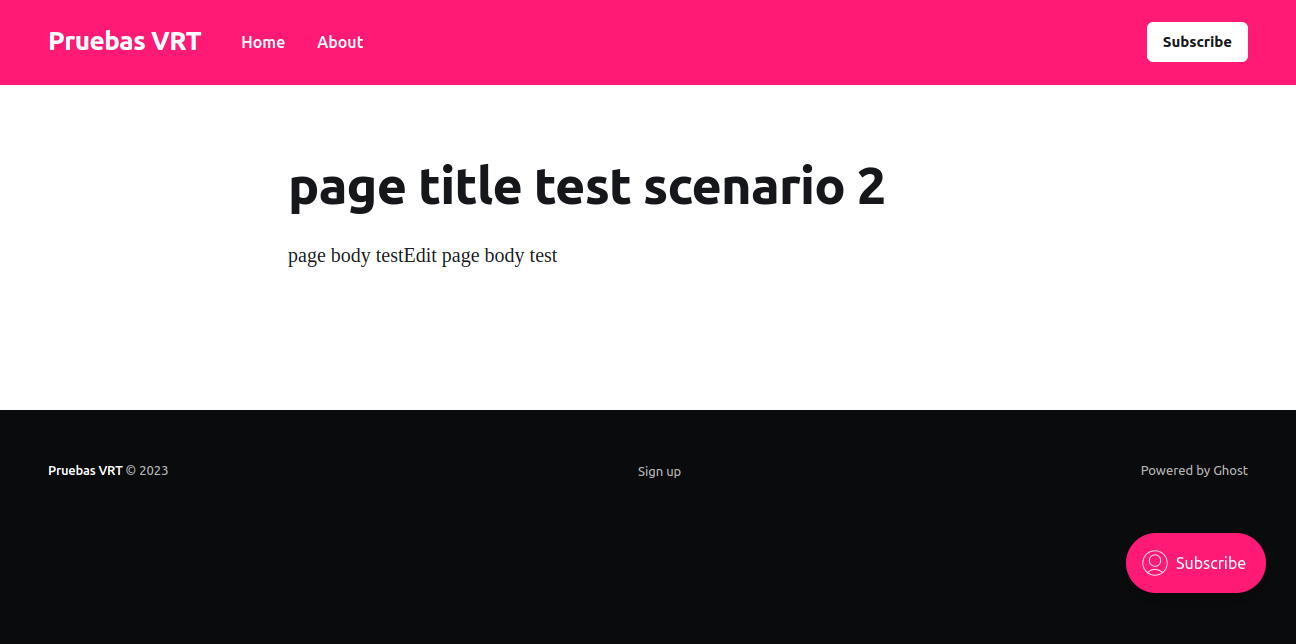 Pruebas VRT Home About Subscribe
page title test scenario 2
page body testEdit page body test
Pruebas VRT © 2023 Sign up Powered by Ghost
Subscribe